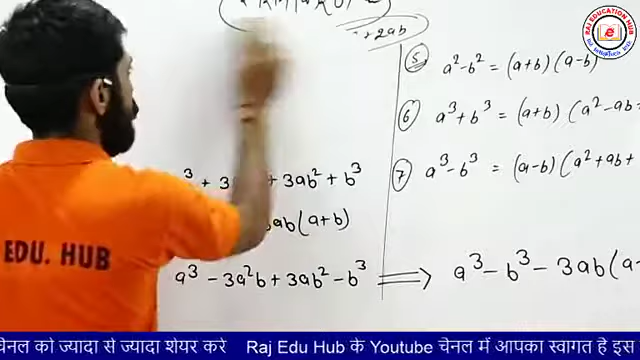 + 2ab
3 + 3 + 3ab² + b³
3ab(a+b)
a³ - 3a²b + 3ab² - b³ ⟹ a³ - b³ - 3ab(a-
⑤ a² - b² = (a+b)(a-b)
⑥ a³ + b³ = (a+b)(a² - ab +
⑦ a³ - b³ = (a-b)(a² + ab +
EDU. HUB
RAJ EDUCATION HUB
चेनल को ज्यादा से ज्यादा शेयर करे Raj Edu Hub के Youtube चेनल में आपका स्वागत है इस